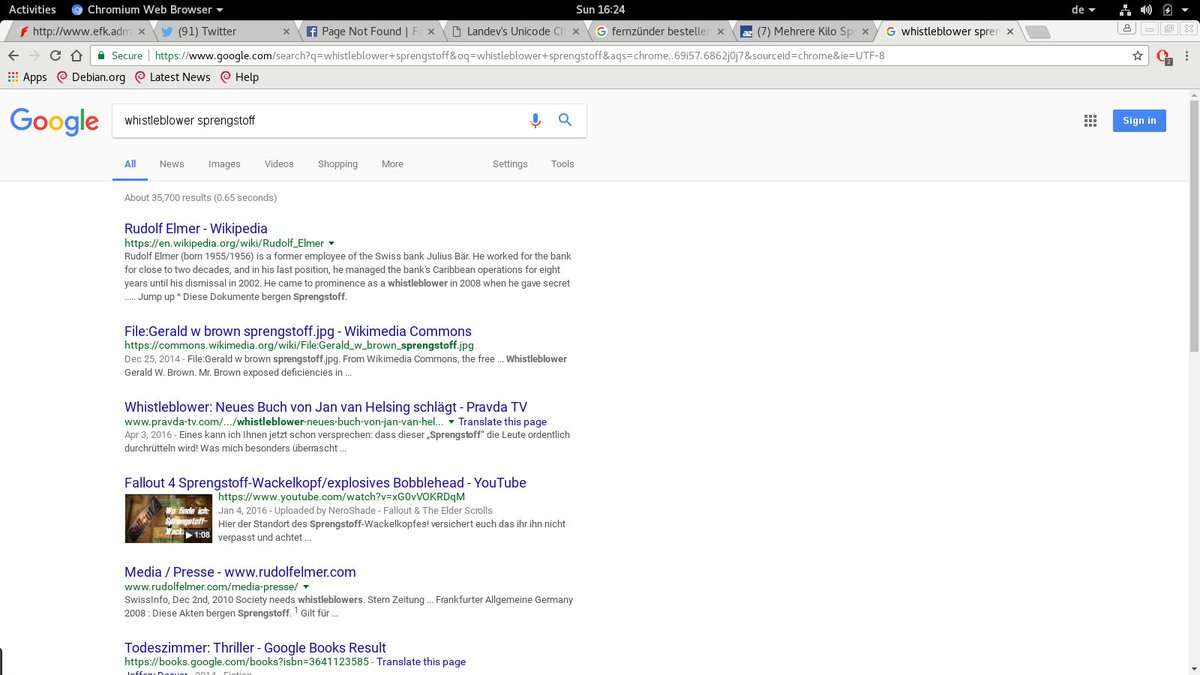 Activities Chromium Web Browser Sun 16:24 de
http://www.efk.adm (91) Twitter Page Not Found | F Landev's Unicode Ch fernzünder bestelle (7) Mehrere Kilo Sp whistleblower spren
Secure https://www.google.com/search?q=whistleblower+sprengstoff&oq=whistleblower+sprengstoff&aqs=chrome..69i57.6862j0j7&sourceid=chrome&ie=UTF-8 2
Apps Debian.org Latest News Help
Google whistleblower sprengstoff Sign in
All News Images Videos Shopping More Settings Tools
About 35,700 results (0.65 seconds)
Rudolf Elmer - Wikipedia
https://en.wikipedia.org/wiki/Rudolf_Elmer
Rudolf Elmer (born 1955/1956) is a former employee of the Swiss bank Julius Bär. He worked for the bank
for close to two decades, and in his last position, he managed the bank's Caribbean operations for eight
years until his dismissal in 2002. He came to prominence as a whistleblower in 2008 when he gave secret
..... Jump up ^ Diese Dokumente bergen Sprengstoff.
File:Gerald w brown sprengstoff.jpg - Wikimedia Commons
https://commons.wikimedia.org/wiki/File:Gerald_w_brown_sprengstoff.jpg
Dec 25, 2014 - File:Gerald w brown sprengstoff.jpg. From Wikimedia Commons, the free ... Whistleblower
Gerald W. Brown. Mr. Brown exposed deficiencies in ...
Whistleblower: Neues Buch von Jan van Helsing schlägt - Pravda TV
www.pravda-tv.com/.../whistleblower-neues-buch-von-jan-van-hel... Translate this page
Apr 3, 2016 - Eines kann ich Ihnen jetzt schon versprechen: dass dieser „Sprengstoff“ die Leute ordentlich
durchrütteln wird! Was mich besonders überrascht ...
Fallout 4 Sprengstoff-Wackelkopf/explosives Bobblehead - YouTube
https://www.youtube.com/watch?v=xG0vVOKRDqM
Jan 4, 2016 - Uploaded by NeroShade - Fallout & The Elder Scrolls
Hier der Standort des Sprengstoff-Wackelkopfes! versichert euch das ihr ihn nicht
verpasst und achtet ...
Wo finde ich:
Sprengstoff-
1:08
Media / Presse - www.rudolfelmer.com
www.rudolfelmer.com/media-presse/
SwissInfo, Dec 2nd, 2010 Society needs whistleblowers. Stern Zeitung ... Frankfurter Allgemeine Germany
2008 : Diese Akten bergen Sprengstoff. 1 Gilt für ...
Todeszimmer: Thriller - Google Books Result
https://books.google.com/books?isbn=3641123585 - Translate this page
Jeffery Deaver - 2014 - Fiction